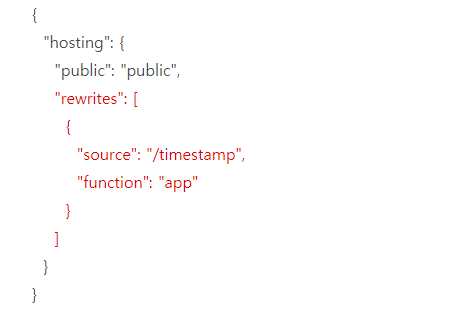 {
"hosting": {
"public": "public",
"rewrites": [
{
"source": "/timestamp",
"function": "app"
}
]
}
}